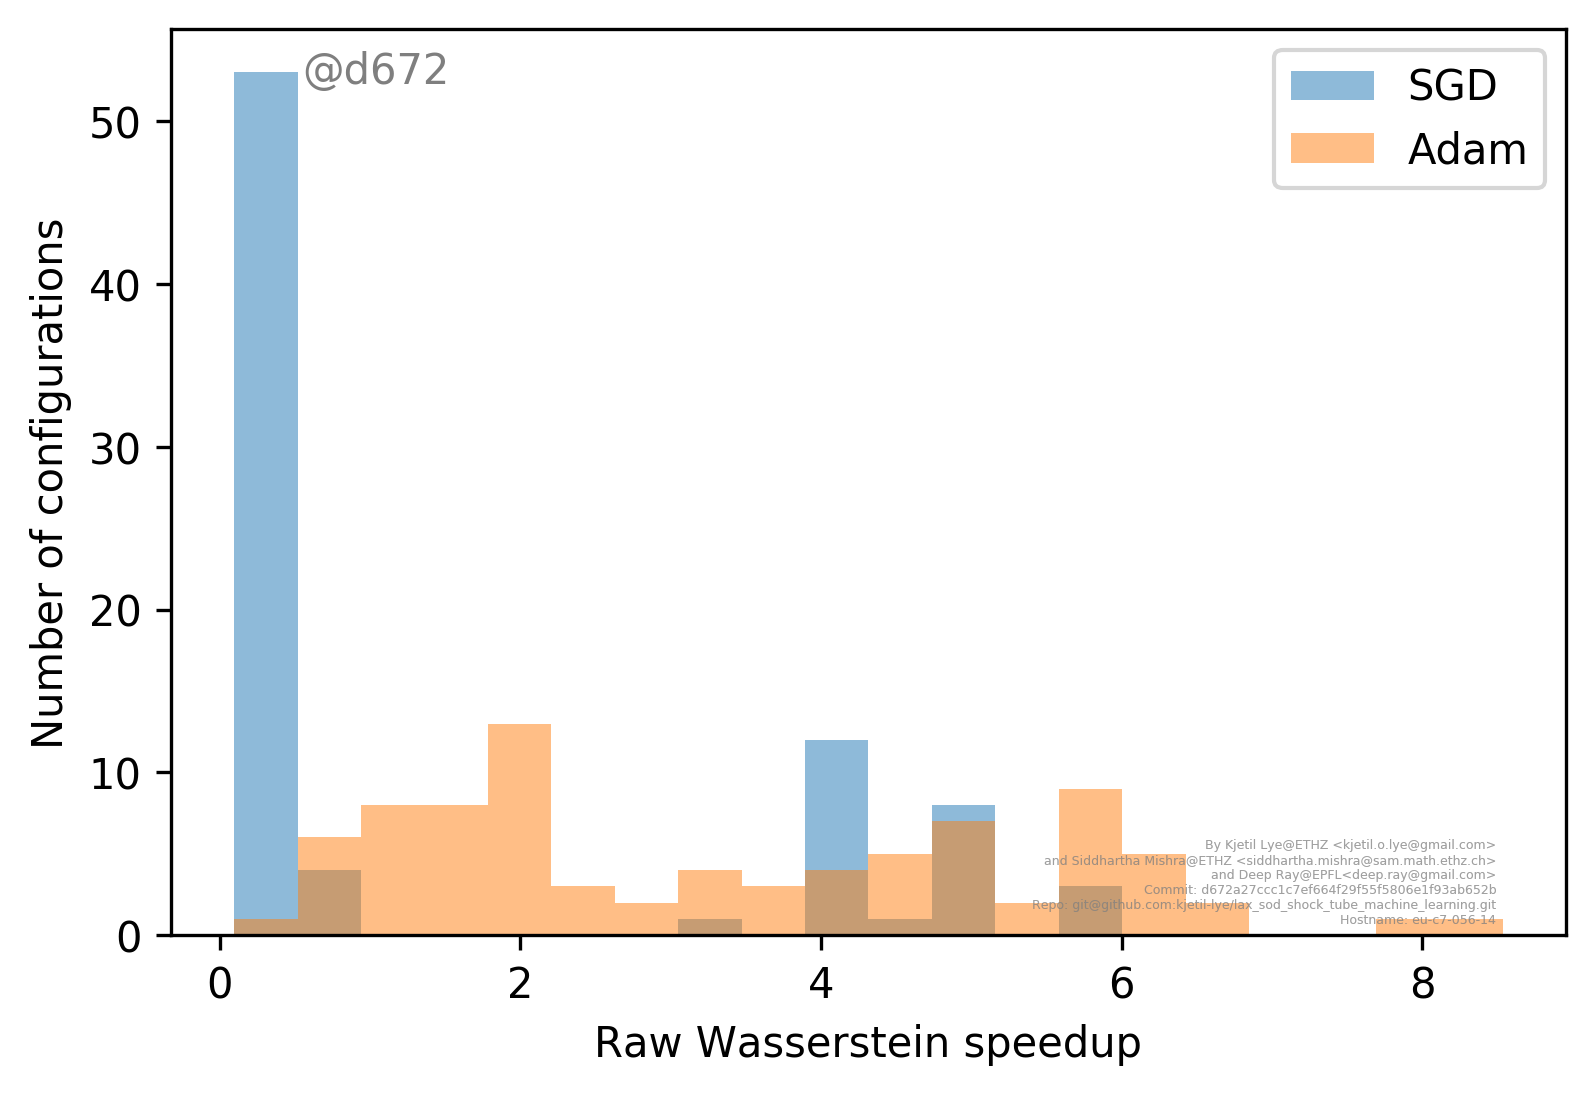 @d672
SGD
Adam
50
40
30
20
10
0
Number of configurations
By Kjetil Lye@ETHZ <kjetil.o.lye@gmail.com>
and Siddhartha Mishra@ETHZ <siddhartha.mishra@sam.math.ethz.ch>
and Deep Ray@EPFL<deep.ray@gmail.com>
Commit: d672a27ccc1c7ef664f29f55f5806e1f93ab652b
Repo: git@github.com:kjetil-lye/lax_sod_shock_tube_machine_learning.git
Hostname: eu-c7-056-14
0 2 4 6 8
Raw Wasserstein speedup